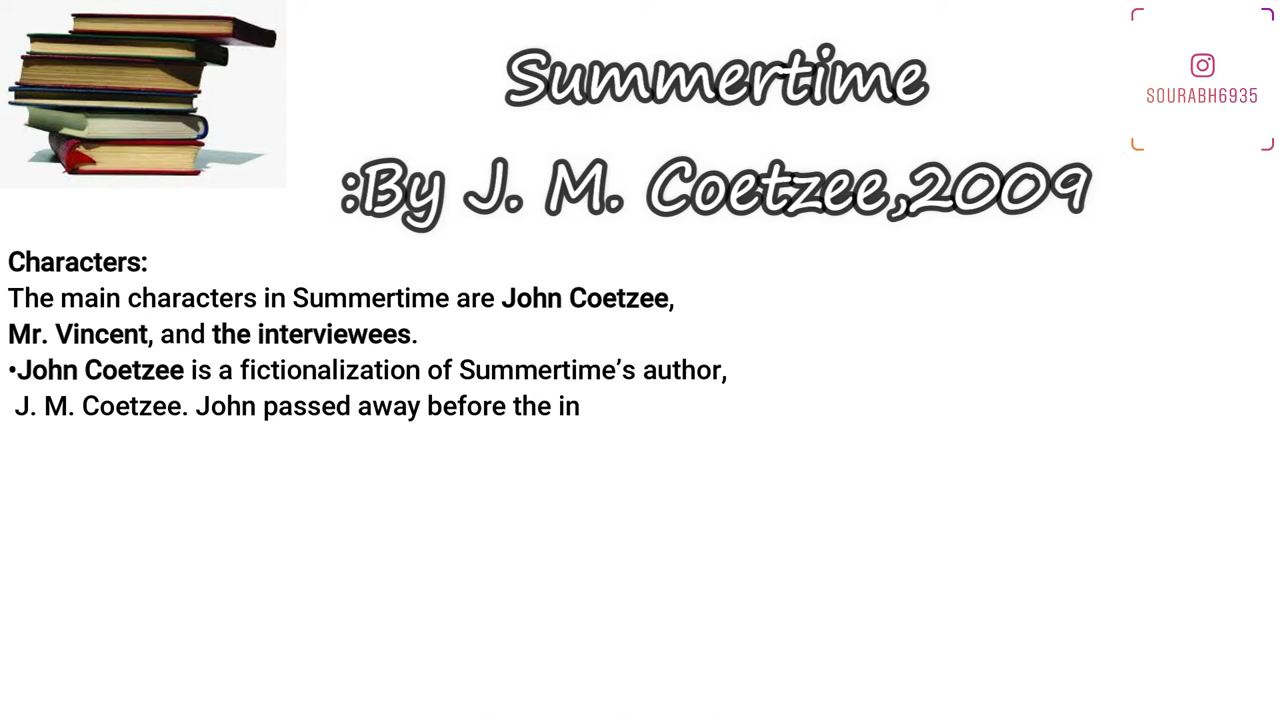 Summertime
:By J. M. Coetzee,2009
SOURABH6935
Characters:
The main characters in Summertime are John Coetzee,
Mr. Vincent, and the interviewees.
•John Coetzee is a fictionalization of Summertime’s author,
J. M. Coetzee. John passed away before the in